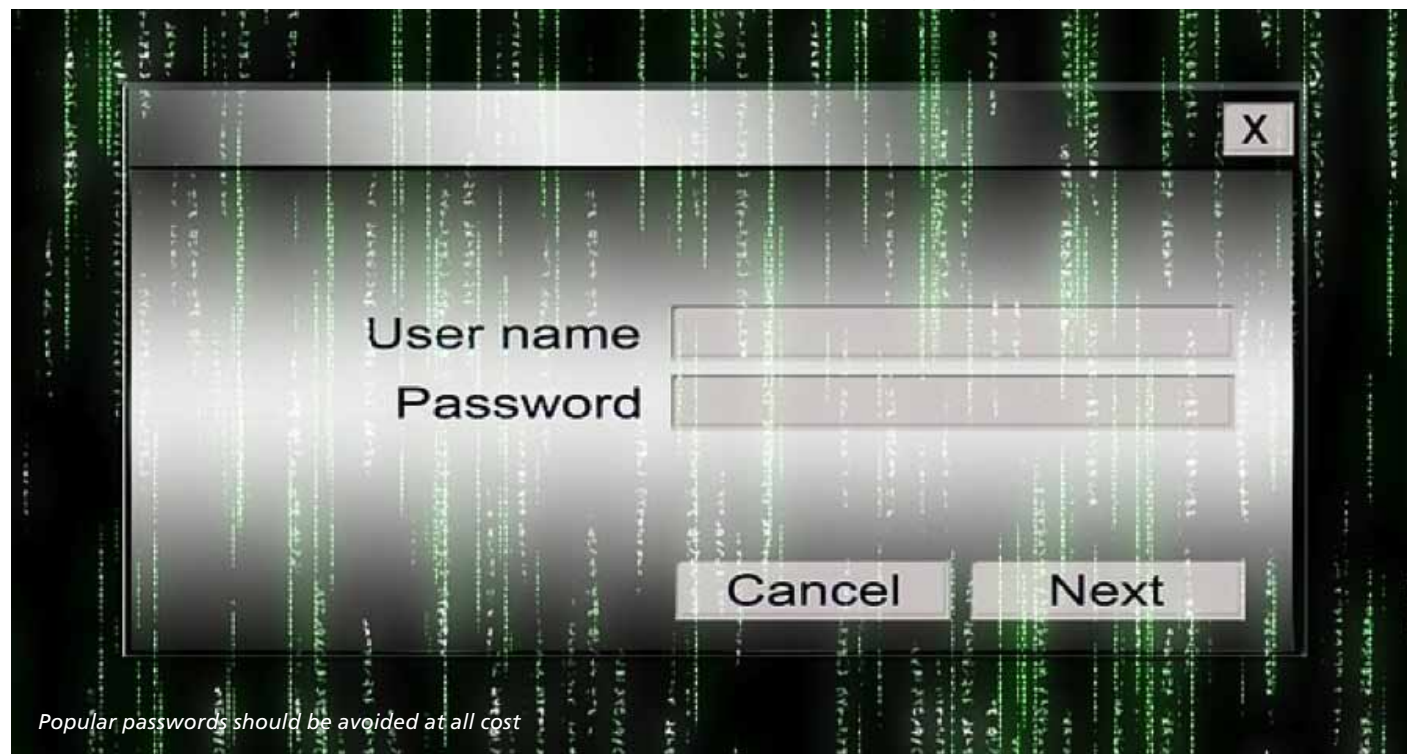 X
User name
Password
Cancel
Next
Popular passwords should be avoided at all cost